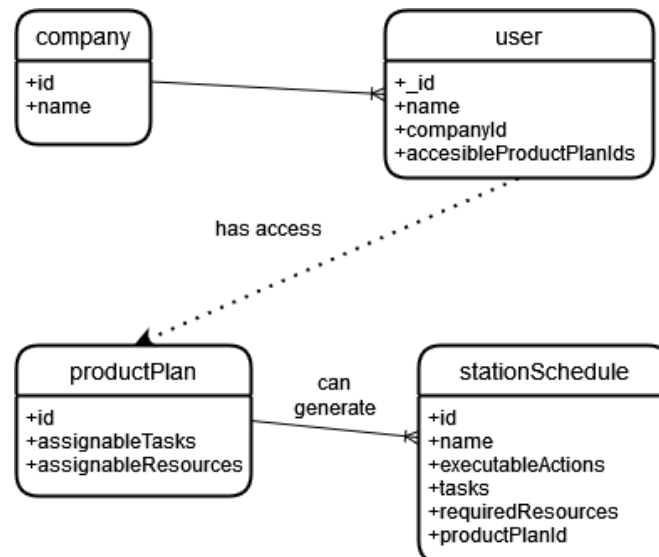 company
+id
+name
user
+_id
+name
+companyId
+accesibleProductPlanIds
has access
productPlan
+id
+assignableTasks
+assignableResources
can
generate
stationSchedule
+id
+name
+executableActions
+tasks
+requiredResources
+productPlanId